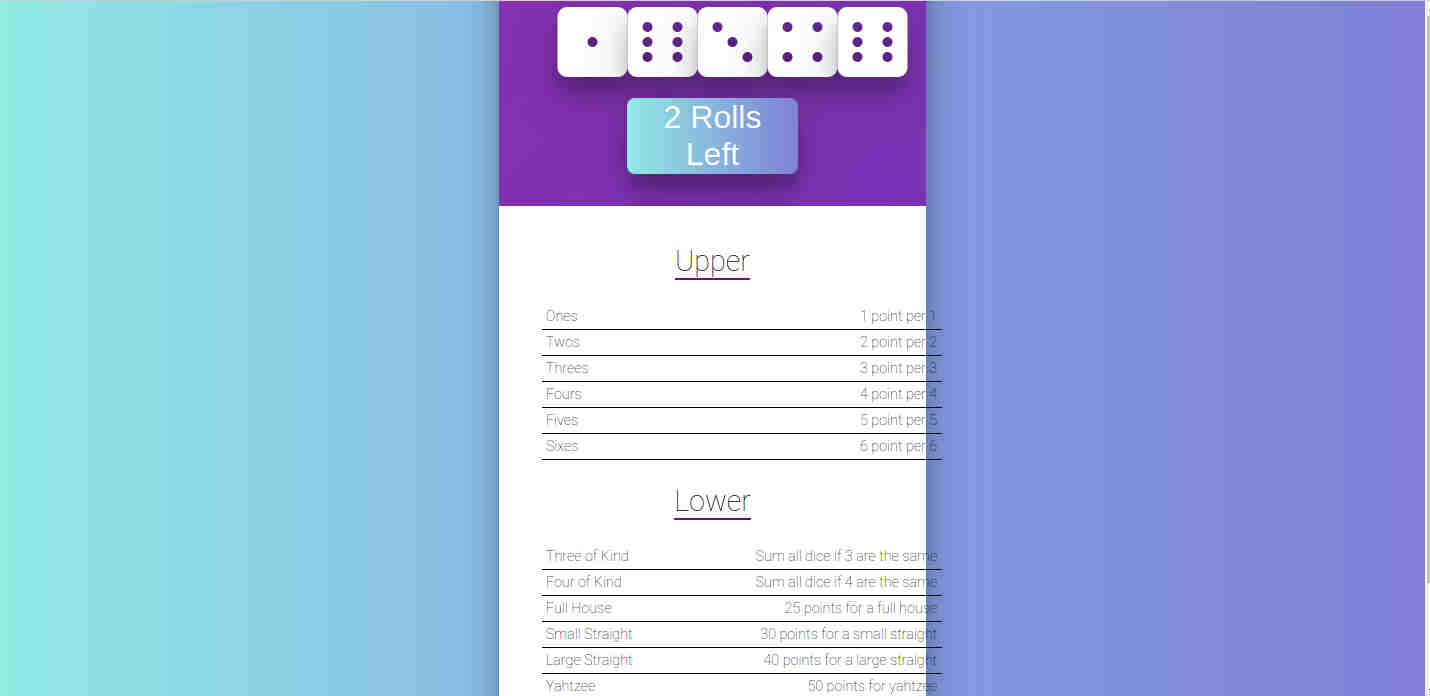 2 Rolls
Left
Upper
Ones 1 point per 1
Twos 2 point per 2
Threes 3 point per 3
Fours 4 point per 4
Fives 5 point per 5
Sixes 6 point per 6
Lower
Three of Kind Sum all dice if 3 are the same
Four of Kind Sum all dice if 4 are the same
Full House 25 points for a full house
Small Straight 30 points for a small straight
Large Straight 40 points for a large straight
Yahtzee 50 points for yahtzee